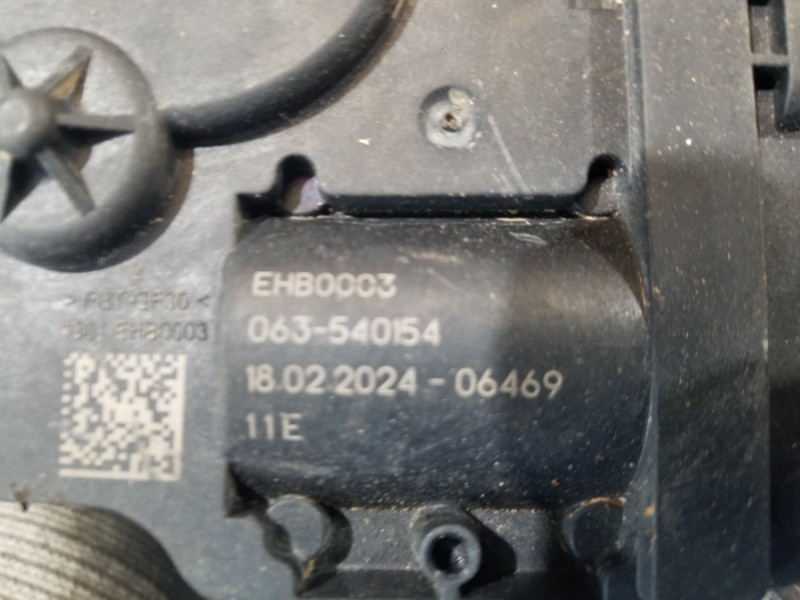 EHB0003
063-540154
18.02.2024-06469
11E
>PBT-GF30<
EHB0003